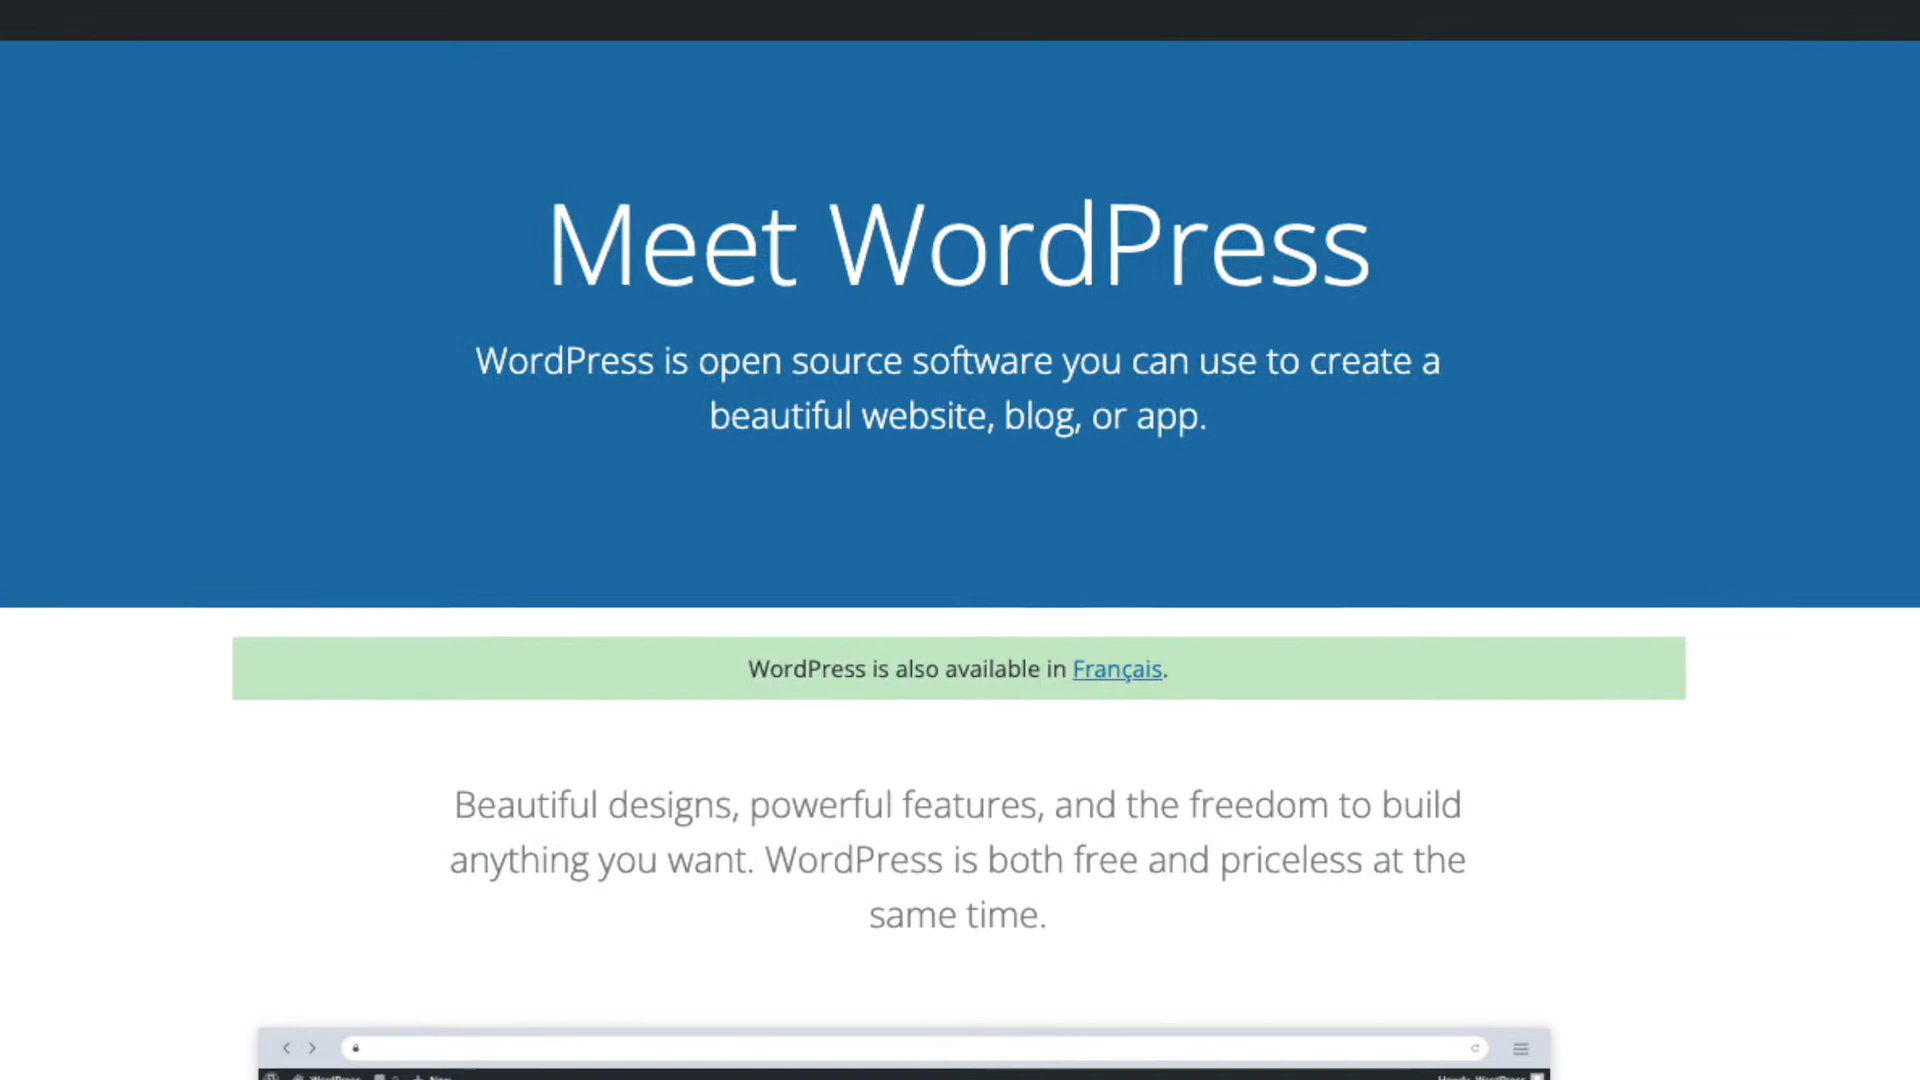 Meet WordPress
WordPress is open source software you can use to create a
beautiful website, blog, or app.
WordPress is also available in Français.
Beautiful designs, powerful features, and the freedom to build
anything you want. WordPress is both free and priceless at the
same time.